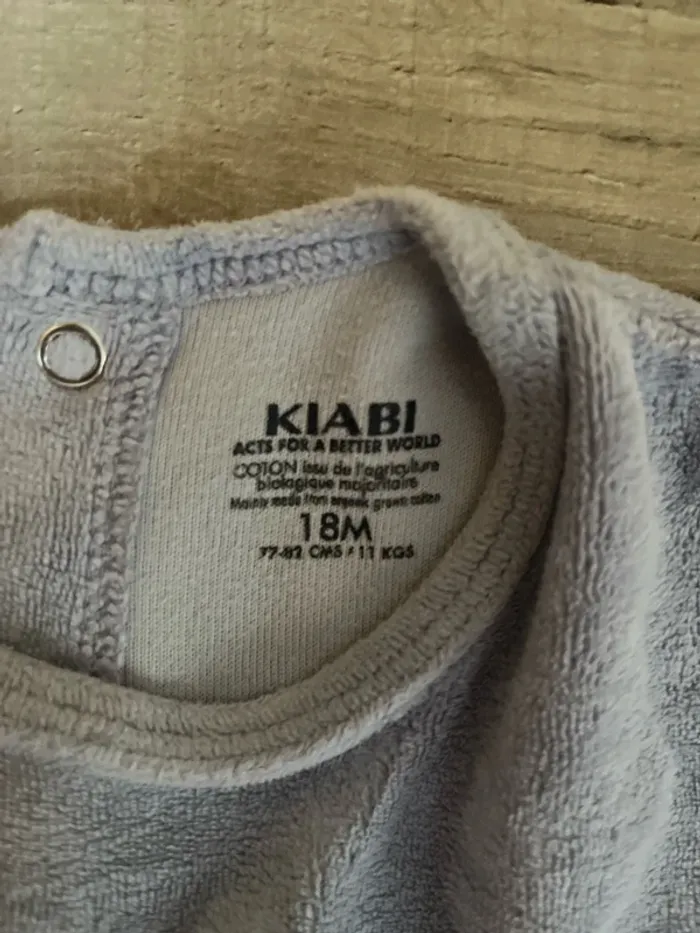 KIABI
ACTS FOR A BETTER WORLD
COTON issu de l'agriculture
biologique majoritaire
Mainly made from organic grown cotton
18M
77-82 CMS / 11 KGS